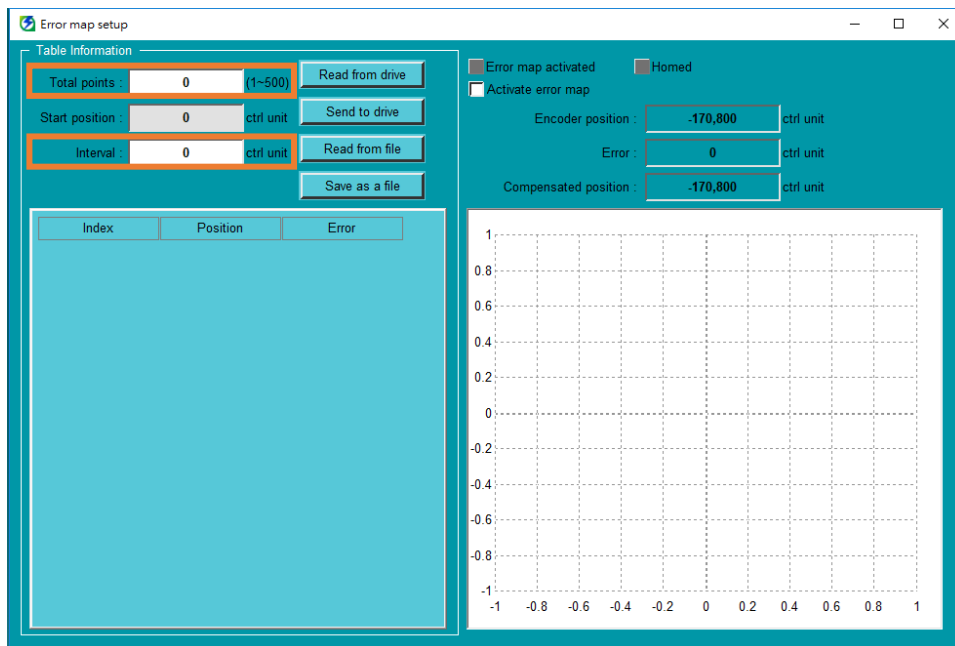 Error map setup
Table Information
Total points : 0 (1~500) Read from drive
Start position : 0 ctrl unit Send to drive
Interval : 0 ctrl unit Read from file
Save as a file
Index Position Error
Error map activated Homed
Activate error map
Encoder position : -170,800 ctrl unit
Error : 0 ctrl unit
Compensated position : -170,800 ctrl unit
1
0.8
0.6
0.4
0.2
0
-0.2
-0.4
-0.6
-0.8
-1
-1 -0.8 -0.6 -0.4 -0.2 0 0.2 0.4 0.6 0.8 1